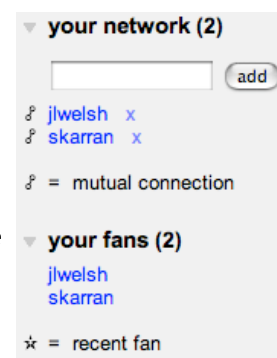 your network (2)
add
jlwelsh x
skarran x
= mutual connection
your fans (2)
jlwelsh
skarran
☆ = recent fan